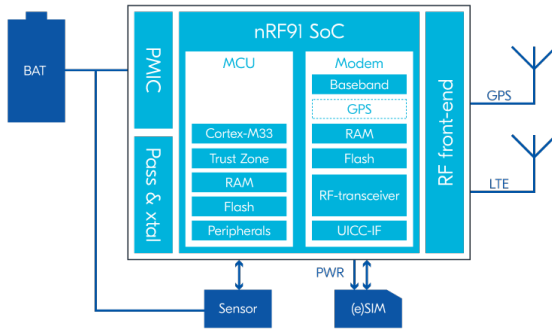 BAT
PMIC
Pass & xtal
nRF91 SoC
MCU
Cortex-M33
Trust Zone
RAM
Flash
Peripherals
Modem
Baseband
GPS
RAM
Flash
RF-transceiver
UICC-IF
RF front-end
GPS
LTE
PWR
Sensor
(e)SIM